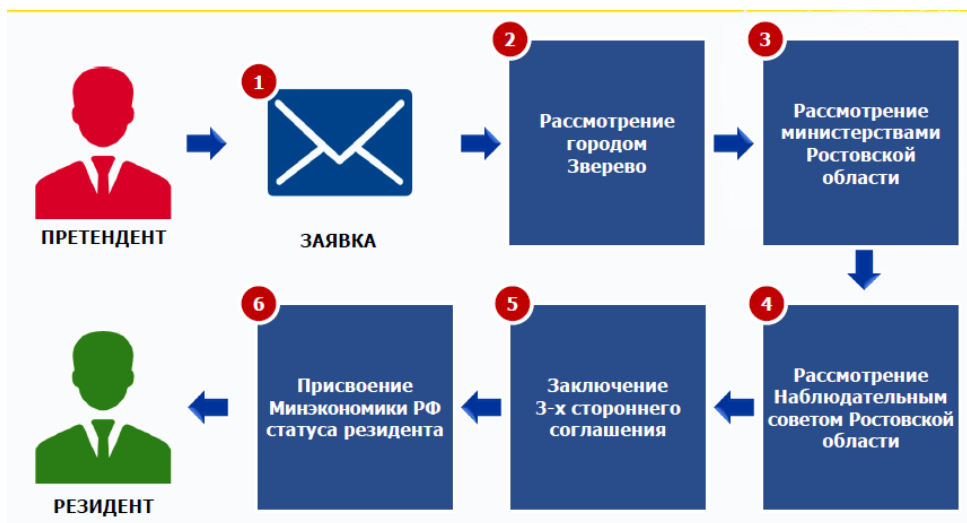 ПРЕТЕНДЕНТ
1
ЗАЯВКА
2
Рассмотрение
городом
Зверево
3
Рассмотрение
министерствами
Ростовской
области
4
Рассмотрение
Наблюдательным
советом Ростовской
области
5
Заключение
3-х стороннего
соглашения
6
Присвоение
Минэкономики РФ
статуса резидента
РЕЗИДЕНТ